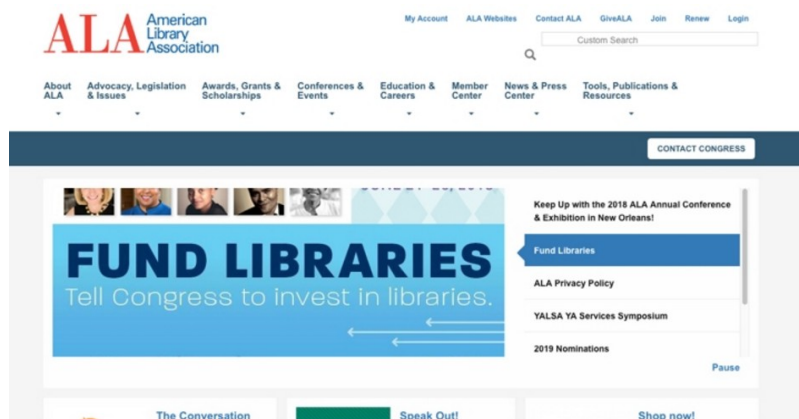 ALA American
Library
Association
My Account ALA Websites Contact ALA GiveALA Join Renew Login
Custom Search
About
ALA
Advocacy, Legislation
& Issues
Awards, Grants &
Scholarships
Conferences &
Events
Education &
Careers
Member
Center
News & Press
Center
Tools, Publications &
Resources
CONTACT CONGRESS
FUND LIBRARIES
Tell Congress to invest in libraries.
Keep Up with the 2018 ALA Annual Conference
& Exhibition in New Orleans!
Fund Libraries
ALA Privacy Policy
YALSA YA Services Symposium
2019 Nominations
Pause
The Conversation
Speak Out!
Shop now!